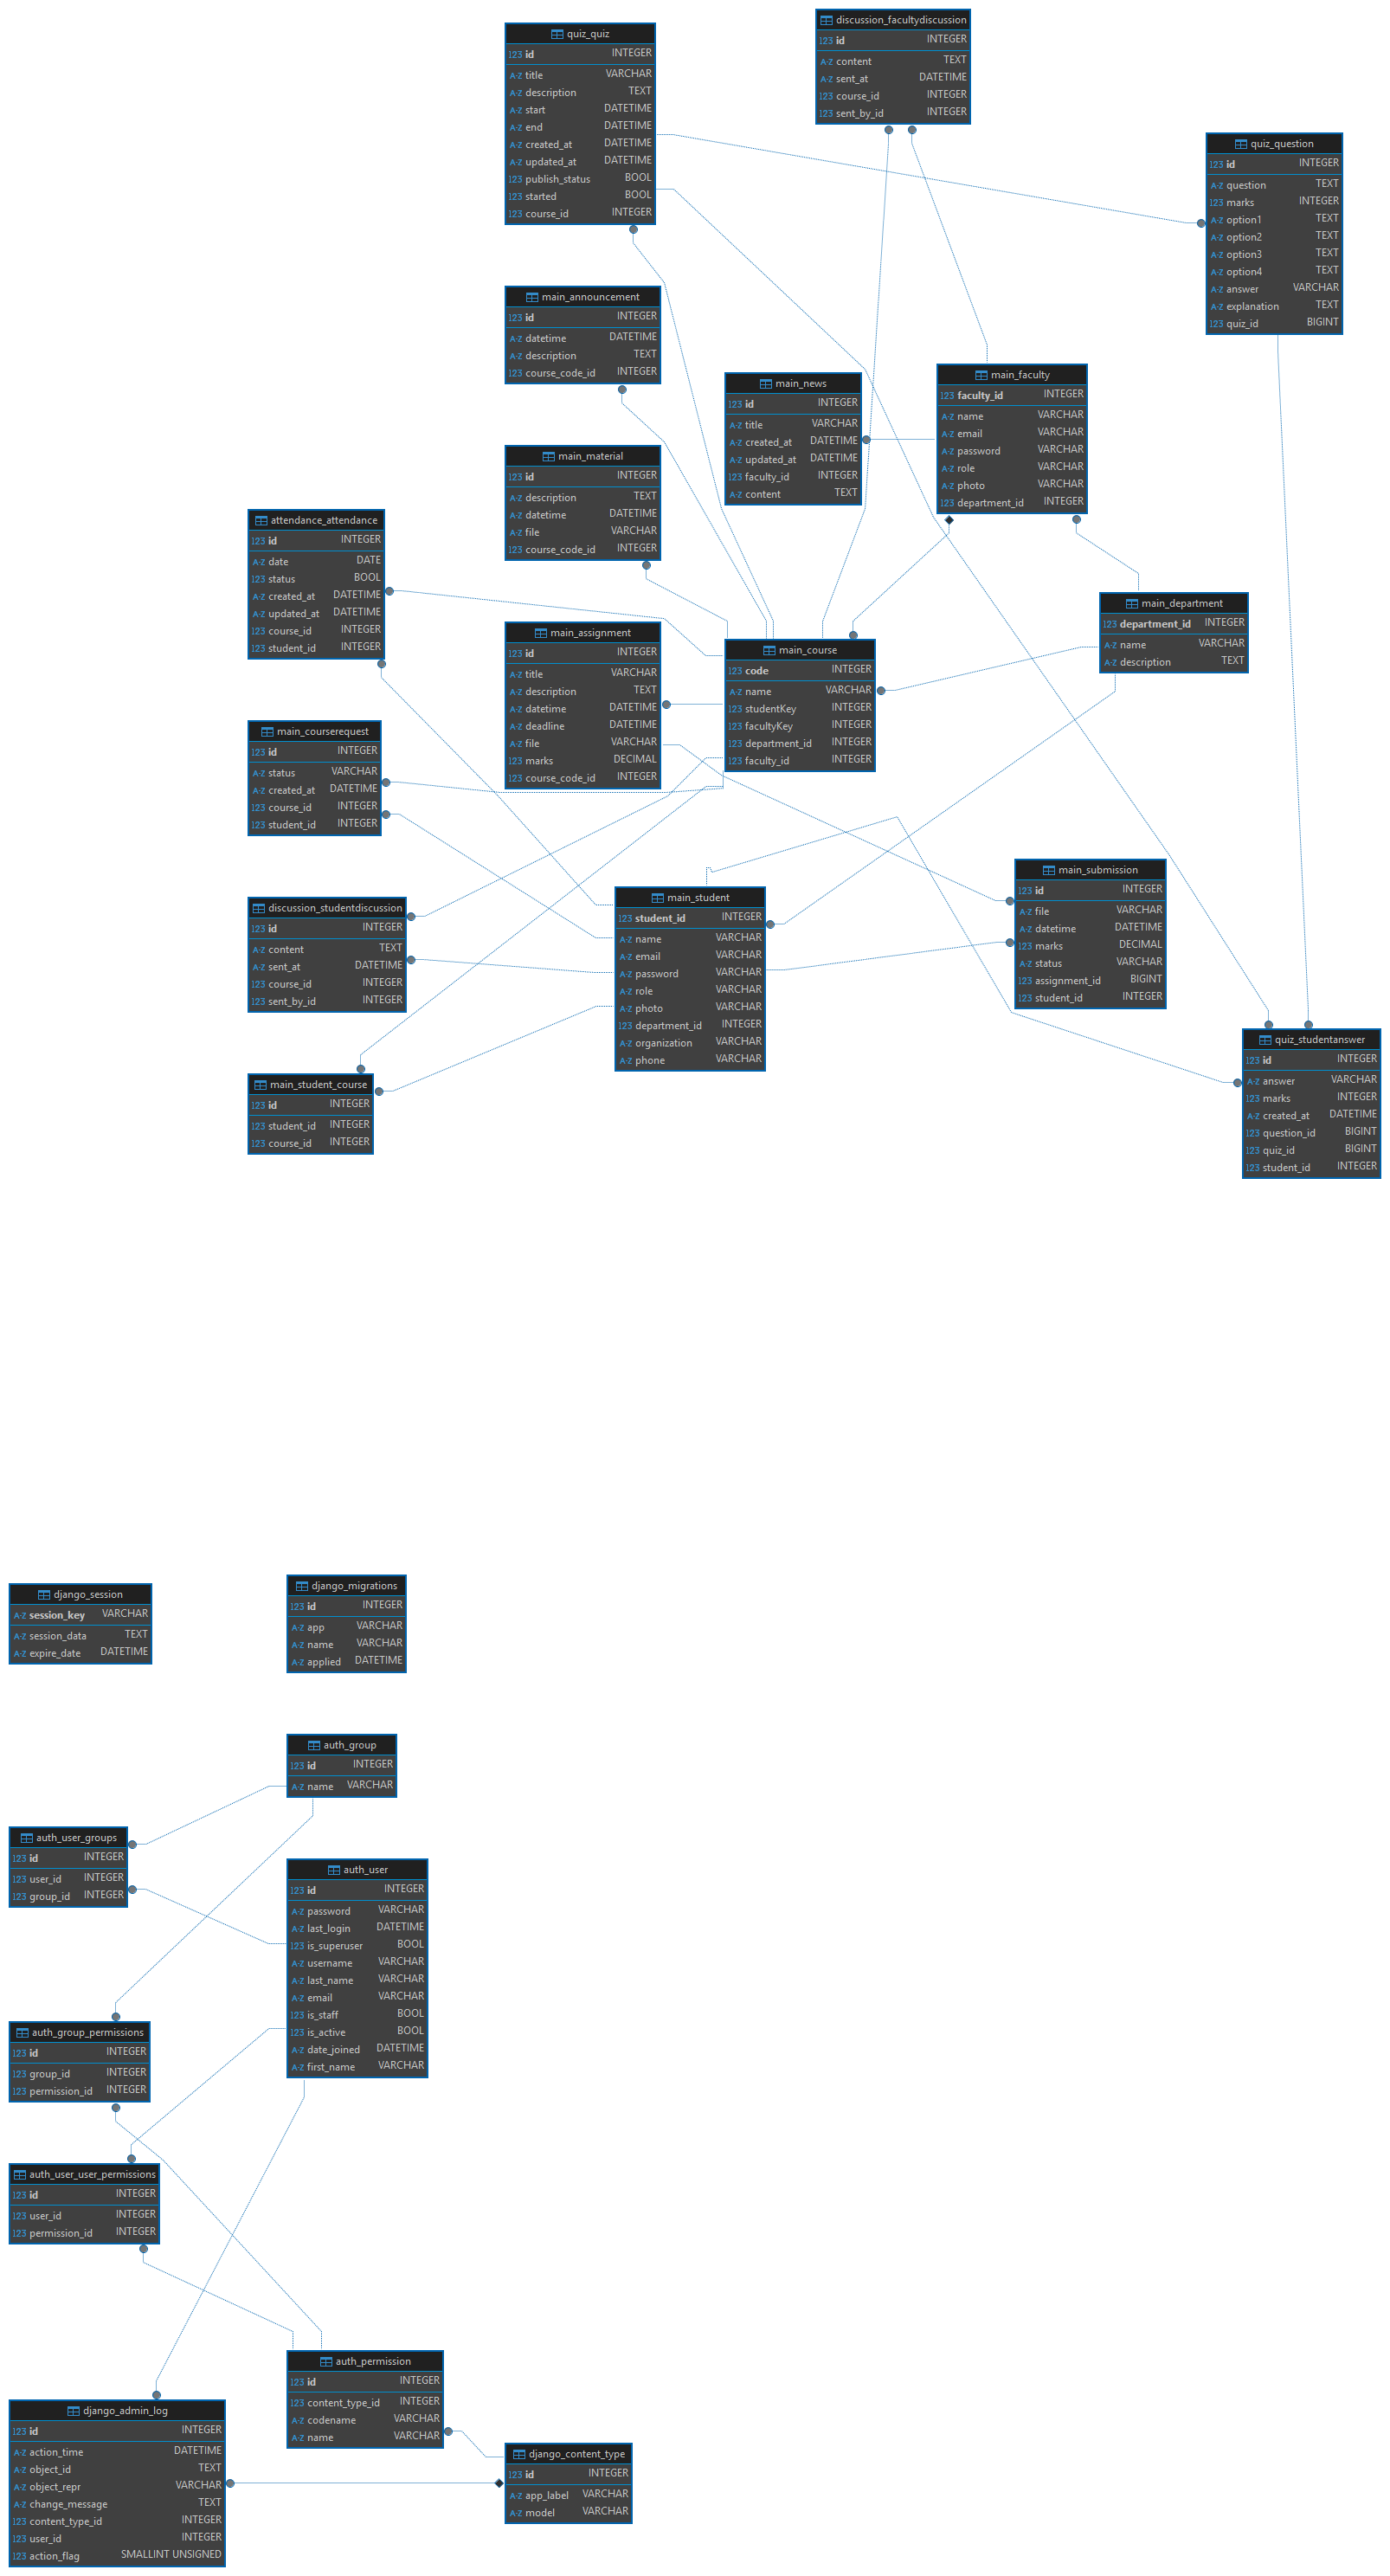 quiz_quiz
123 id INTEGER
A-Z title VARCHAR
A-Z description TEXT
A-Z start DATETIME
A-Z end DATETIME
A-Z created_at DATETIME
A-Z updated_at DATETIME
123 publish_status BOOL
123 started BOOL
123 course_id INTEGER
discussion_facultydiscussion
123 id INTEGER
A-Z content TEXT
A-Z sent_at DATETIME
123 course_id INTEGER
123 sent_by_id INTEGER
quiz_question
123 id INTEGER
A-Z question TEXT
123 marks INTEGER
A-Z option1 TEXT
A-Z option2 TEXT
A-Z option3 TEXT
A-Z option4 TEXT
A-Z answer VARCHAR
A-Z explanation TEXT
123 quiz_id BIGINT
main_announcement
123 id INTEGER
A-Z datetime DATETIME
A-Z description TEXT
123 course_code_id INTEGER
main_news
123 id INTEGER
A-Z title VARCHAR
A-Z created_at DATETIME
A-Z updated_at DATETIME
123 faculty_id INTEGER
A-Z content TEXT
main_faculty
123 faculty_id INTEGER
A-Z name VARCHAR
A-Z email VARCHAR
A-Z password VARCHAR
A-Z role VARCHAR
A-Z photo VARCHAR
123 department_id INTEGER
main_material
123 id INTEGER
A-Z description TEXT
A-Z datetime DATETIME
A-Z file VARCHAR
123 course_code_id INTEGER
attendance_attendance
123 id INTEGER
A-Z date DATE
123 status BOOL
A-Z created_at DATETIME
A-Z updated_at DATETIME
123 course_id INTEGER
123 student_id INTEGER
main_department
123 department_id INTEGER
A-Z name VARCHAR
A-Z description TEXT
main_assignment
123 id INTEGER
A-Z title VARCHAR
A-Z description TEXT
A-Z datetime DATETIME
A-Z deadline DATETIME
A-Z file VARCHAR
123 marks DECIMAL
123 course_code_id INTEGER
main_course
123 code INTEGER
A-Z name VARCHAR
123 studentKey INTEGER
123 facultyKey INTEGER
123 department_id INTEGER
123 faculty_id INTEGER
main_courserequest
123 id INTEGER
A-Z status VARCHAR
A-Z created_at DATETIME
123 course_id INTEGER
123 student_id INTEGER
discussion_studentdiscussion
123 id INTEGER
A-Z content TEXT
A-Z sent_at DATETIME
123 course_id INTEGER
123 sent_by_id INTEGER
main_student
123 student_id INTEGER
A-Z name VARCHAR
A-Z email VARCHAR
A-Z password VARCHAR
A-Z role VARCHAR
A-Z photo VARCHAR
123 department_id INTEGER
A-Z organization VARCHAR
A-Z phone VARCHAR
main_submission
123 id INTEGER
A-Z file VARCHAR
A-Z datetime DATETIME
123 marks DECIMAL
A-Z status VARCHAR
123 assignment_id BIGINT
123 student_id INTEGER
quiz_studentanswer
123 id INTEGER
A-Z answer VARCHAR
123 marks INTEGER
A-Z created_at DATETIME
123 question_id BIGINT
123 quiz_id BIGINT
123 student_id INTEGER
main_student_course
123 id INTEGER
123 student_id INTEGER
123 course_id INTEGER
django_session
A-Z session_key VARCHAR
A-Z session_data TEXT
A-Z expire_date DATETIME
django_migrations
123 id INTEGER
A-Z app VARCHAR
A-Z name VARCHAR
A-Z applied DATETIME
auth_group
123 id INTEGER
A-Z name VARCHAR
auth_user_groups
123 id INTEGER
123 user_id INTEGER
123 group_id INTEGER
auth_user
123 id INTEGER
A-Z password VARCHAR
A-Z last_login DATETIME
123 is_superuser BOOL
A-Z username VARCHAR
A-Z last_name VARCHAR
A-Z email VARCHAR
123 is_staff BOOL
123 is_active BOOL
A-Z date_joined DATETIME
A-Z first_name VARCHAR
auth_group_permissions
123 id INTEGER
123 group_id INTEGER
123 permission_id INTEGER
auth_user_user_permissions
123 id INTEGER
123 user_id INTEGER
123 permission_id INTEGER
auth_permission
123 id INTEGER
123 content_type_id INTEGER
A-Z codename VARCHAR
A-Z name VARCHAR
django_admin_log
123 id INTEGER
A-Z action_time DATETIME
A-Z object_id TEXT
A-Z object_repr VARCHAR
A-Z change_message TEXT
123 content_type_id INTEGER
123 user_id INTEGER
123 action_flag SMALLINT UNSIGNED
django_content_type
123 id INTEGER
A-Z app_label VARCHAR
A-Z model VARCHAR